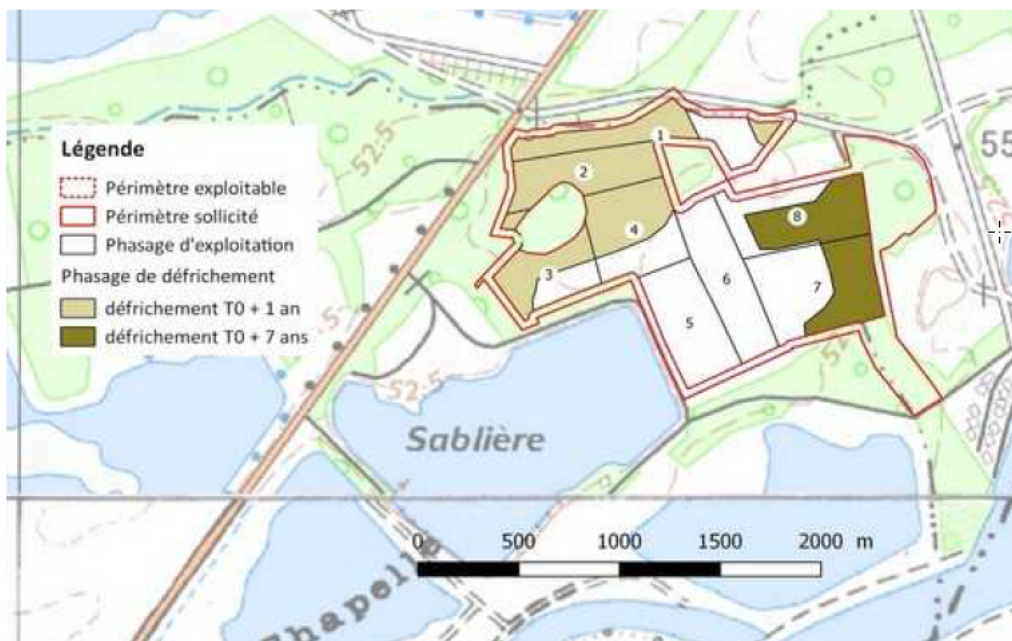 Légende
Périmètre exploitable
Périmètre sollicité
Phasage d'exploitation
Phasage de défrichement
défrichement T0 + 1 an
défrichement T0 + 7 ans
52.5
55
1
2
3
4
5
6
7
8
52.5
Sablière
0 500 1000 1500 2000 m
Chapelle